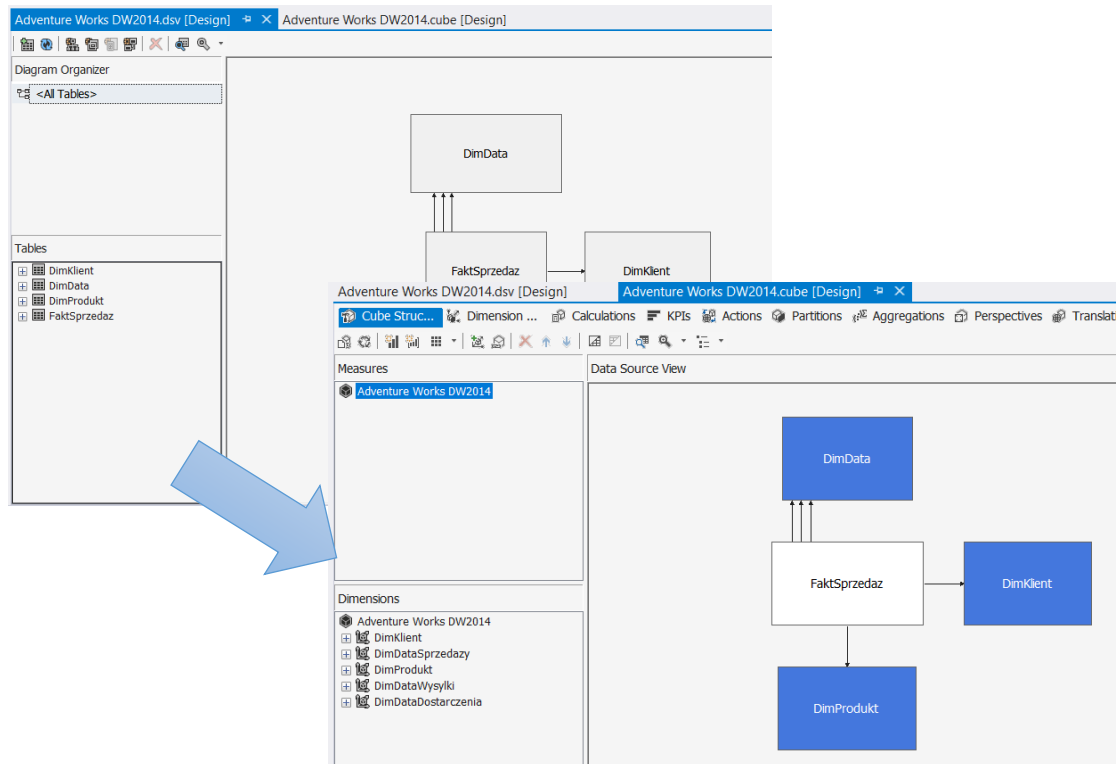 Adventure Works DW2014.dsv [Design]
Adventure Works DW2014.cube [Design]
Diagram Organizer
<All Tables>
DimData
FaktSprzedaz
DimKlient
Tables
DimKlient
DimData
DimProdukt
FaktSprzedaz
Adventure Works DW2014.dsv [Design]
Adventure Works DW2014.cube [Design]
Cube Struc...
Dimension ...
Calculations
KPIs
Actions
Partitions
Aggregations
Perspectives
Translati
Measures
Adventure Works DW2014
Data Source View
DimData
FaktSprzedaz
DimKlient
DimProdukt
Dimensions
Adventure Works DW2014
DimKlient
DimDataSprzedazy
DimProdukt
DimDataWysylki
DimDataDostarczenia